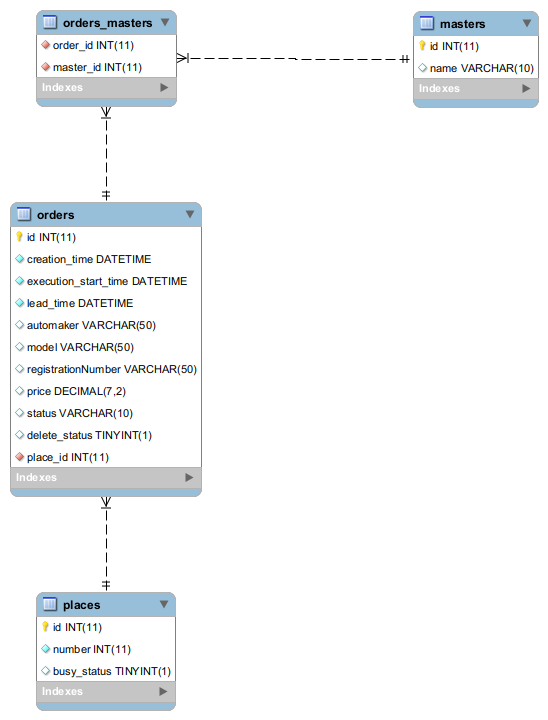 orders_masters
order_id INT(11)
master_id INT(11)
Indexes
masters
id INT(11)
name VARCHAR(10)
Indexes
orders
id INT(11)
creation_time DATETIME
execution_start_time DATETIME
lead_time DATETIME
automaker VARCHAR(50)
model VARCHAR(50)
registrationNumber VARCHAR(50)
price DECIMAL(7,2)
status VARCHAR(10)
delete_status TINYINT(1)
place_id INT(11)
Indexes
places
id INT(11)
number INT(11)
busy_status TINYINT(1)
Indexes